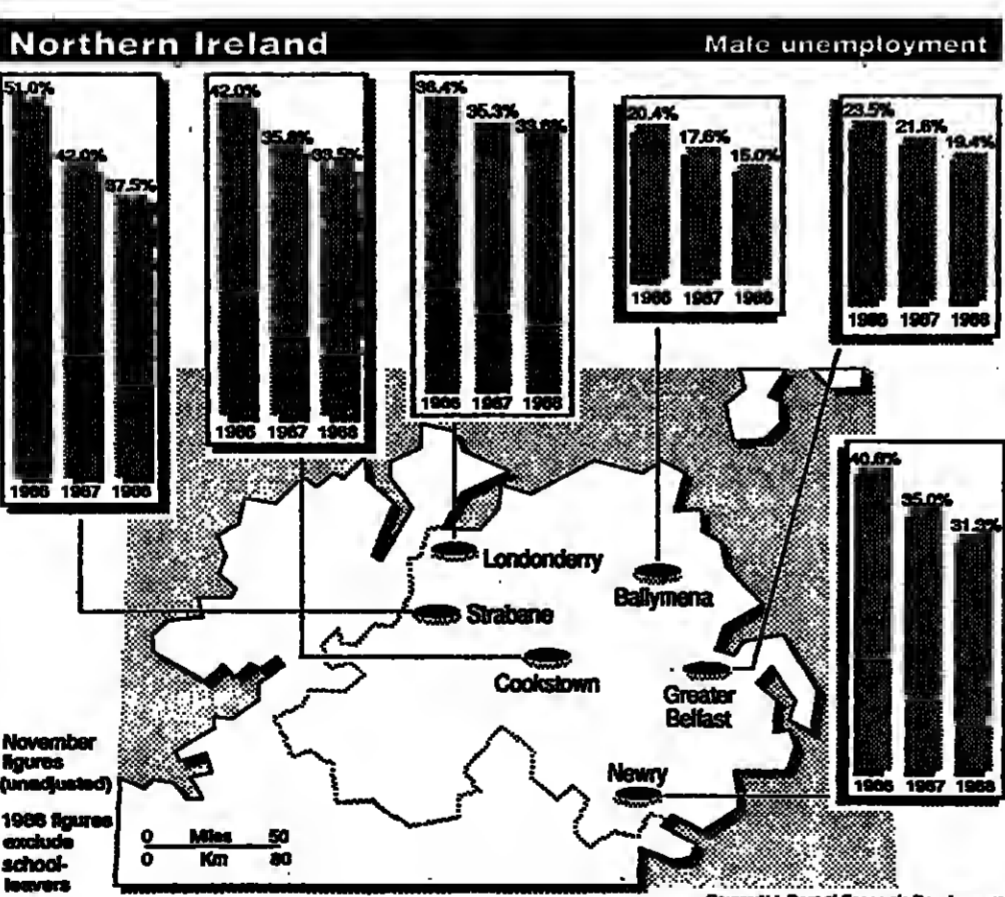 Northern Ireland
Male unemployment
51.0% 42.0% 37.5%
1986 1987 1988
42.0% 35.8% 33.5%
1986 1987 1988
35.3%
1986 1987 1988
20.4% 17.6% 15.0%
1986 1987 1988
23.5% 21.6% 19.4%
1986 1987 1988
40.6% 35.0% 31.3%
1986 1987 1988
Londonderry
Strabane
Cookstown
Ballymena
Greater
Belfast
Newry
November
figures
(unadjusted)
1988 figures
exclude
school-
leavers
0 Miles 50
0 Km 80